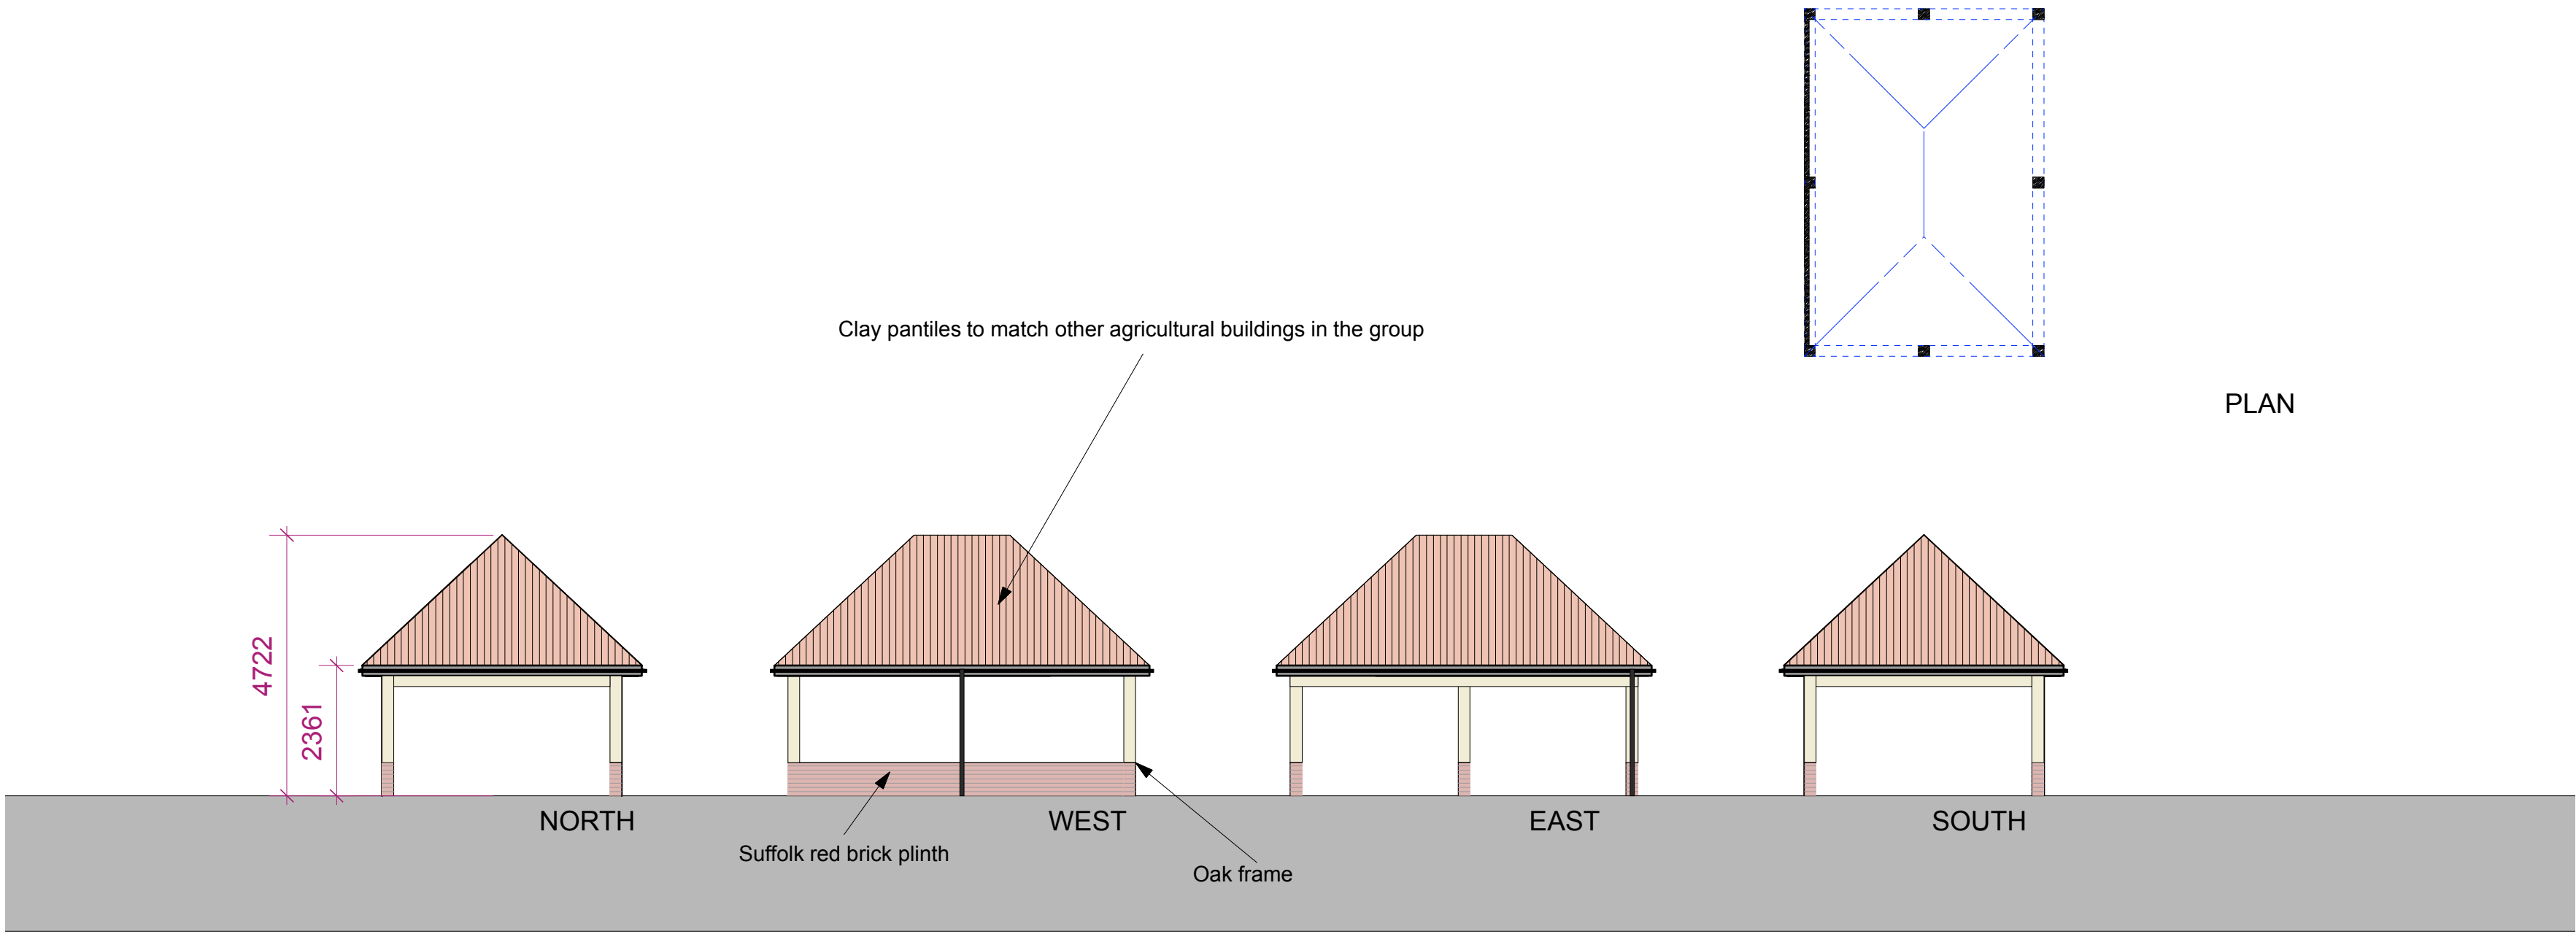 PLAN
Clay pantiles to match other agricultural buildings in the group
4722
2361
NORTH
WEST
EAST
SOUTH
Suffolk red brick plinth
Oak frame